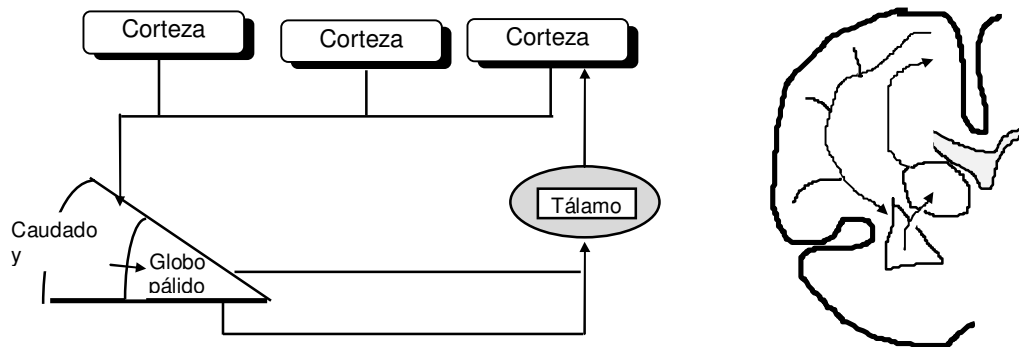 Corteza
Corteza
Corteza
Tálamo
Caudado
y
Globo
pálido